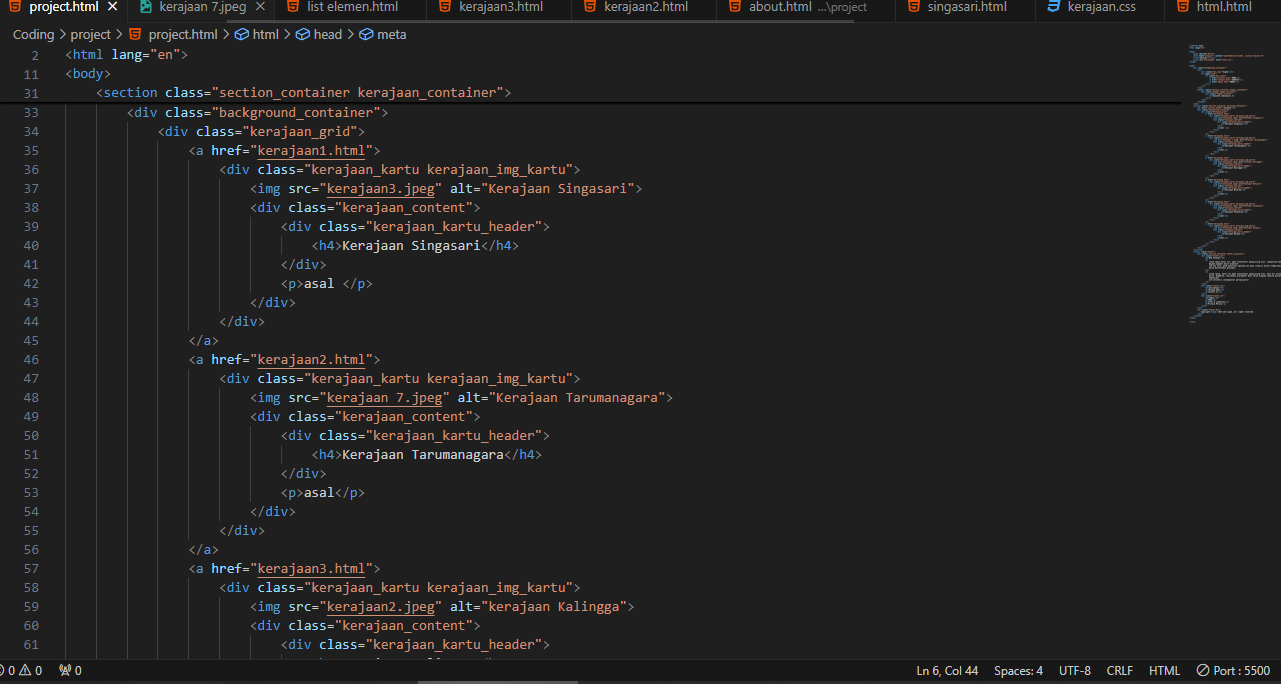 project.html kerajaan 7.jpeg list elemen.html kerajaan3.html kerajaan2.html about.html ...\project singasari.html kerajaan.css html.html
Coding > project > project.html > html > head > meta
2 <html lang="en">
11 <body>
31 <section class="section_container kerajaan_container">
33 <div class="background_container">
34 <div class="kerajaan_grid">
35 <a href="kerajaan1.html">
36 <div class="kerajaan_kartu kerajaan_img_kartu">
37 <img src="kerajaan3.jpeg" alt="Kerajaan Singasari">
38 <div class="kerajaan_content">
39 <div class="kerajaan_kartu_header">
40 <h4>Kerajaan Singasari</h4>
41 </div>
42 <p>asal </p>
43 </div>
44 </div>
45 </a>
46 <a href="kerajaan2.html">
47 <div class="kerajaan_kartu kerajaan_img_kartu">
48 <img src="kerajaan 7.jpeg" alt="Kerajaan Tarumanagara">
49 <div class="kerajaan_content">
50 <div class="kerajaan_kartu_header">
51 <h4>Kerajaan Tarumanagara</h4>
52 </div>
53 <p>asal</p>
54 </div>
55 </div>
56 </a>
57 <a href="kerajaan3.html">
58 <div class="kerajaan_kartu kerajaan_img_kartu">
59 <img src="kerajaan2.jpeg" alt="kerajaan Kalingga">
60 <div class="kerajaan_content">
61 <div class="kerajaan_kartu_header">
0 0 0 Ln 6, Col 44 Spaces: 4 UTF-8 CRLF HTML Port : 5500